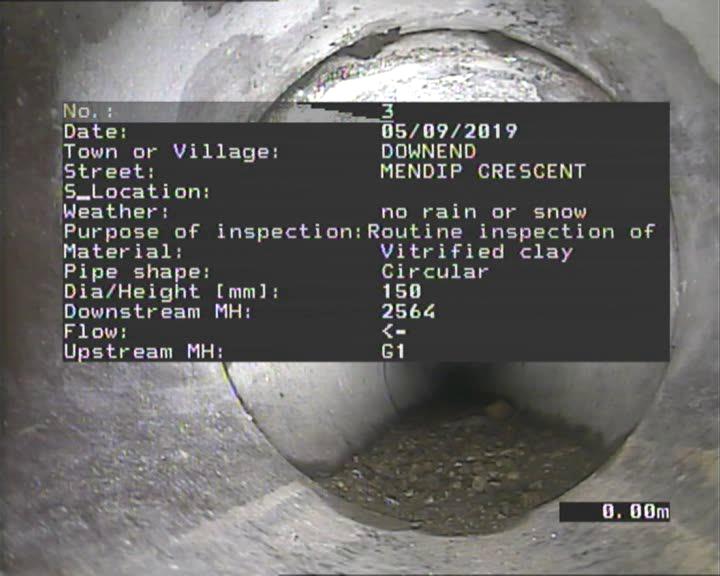 No.: 3
Date: 05/09/2019
Town or Village: DOWNEND
Street: MENDIP CRESCENT
S_Location:
Weather: no rain or snow
Purpose of inspection:Routine inspection of
Material: Vitrified clay
Pipe shape: Circular
Dia/Height [mm]: 150
Downstream MH: 2564
Flow: <-
Upstream MH: G1
0.00m